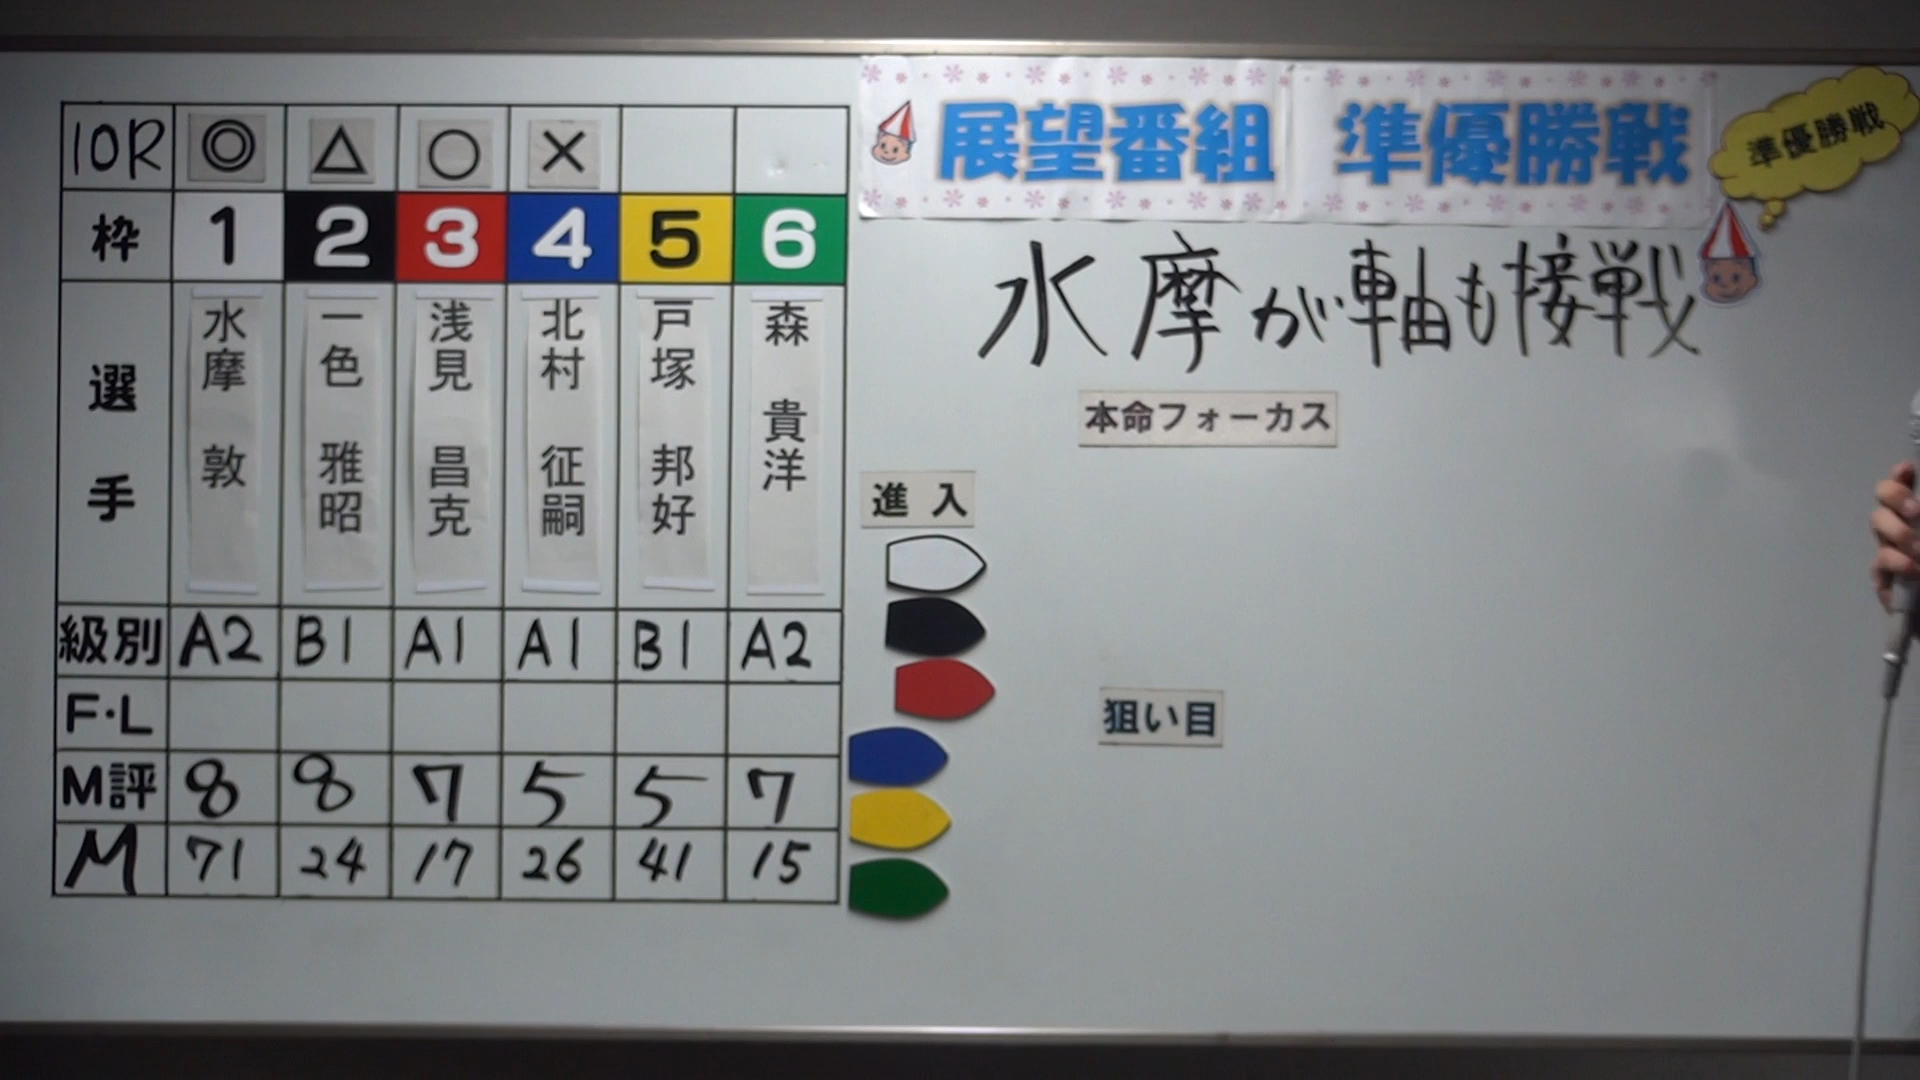 展望番組 準優勝戦
準優勝戦
水摩が軸も接戦
本命フォーカス
進入
狙い目
10R ◎ △ ○ ×
枠 1 2 3 4 5 6
選手 水摩 敦 一色 雅昭 浅見 昌克 北村 征嗣 戸塚 邦好 森 貴洋
級別 A2 B1 A1 A1 B1 A2
F・L
M評 8 8 7 5 5 7
M 71 24 17 26 41 15